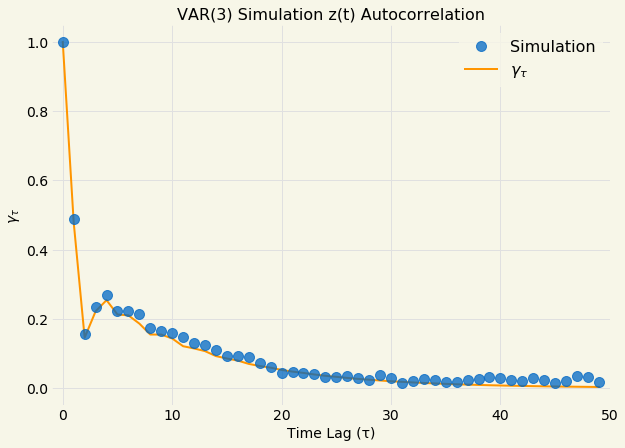 VAR(3) Simulation z(t) Autocorrelation
1.0
0.8
0.6
0.4
0.2
0.0
γτ
Simulation
γτ
0 10 20 30 40 50
Time Lag (τ)